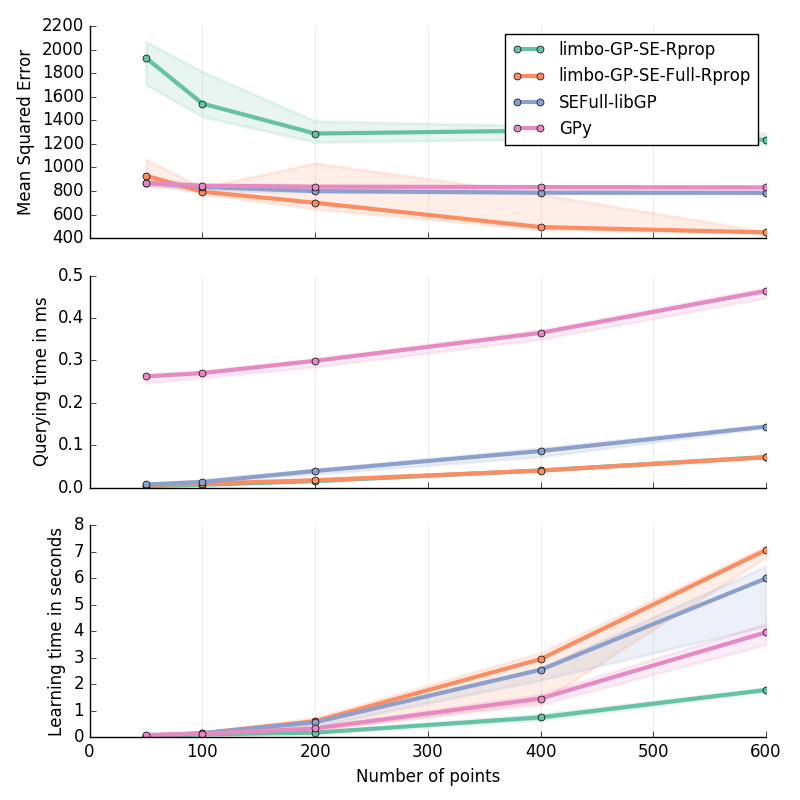 2200
2000
1800
1600
1400
1200
1000
800
600
400
Mean Squared Error
limbo-GP-SE-Rprop
limbo-GP-SE-Full-Rprop
SEFull-libGP
GPy
0.5
0.4
0.3
0.2
0.1
0.0
Querying time in ms
8
7
6
5
4
3
2
1
0
Learning time in seconds
0 100 200 300 400 500 600
Number of points